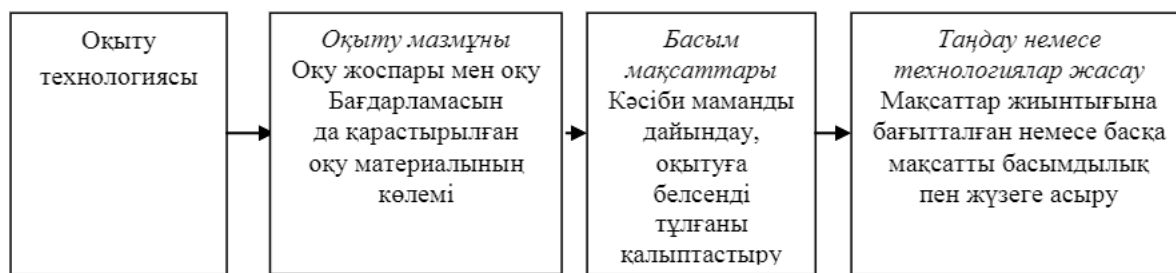 Оқыту
технологиясы
Оқыту мазмұны
Оқу жоспары мен оқу
Бағдарламасын
да қарастырылған
оқу материалының
көлемі
Басым
мақсаттары
Кәсіби маманды
дайындау,
оқытуға
белсенді
тұлғаны
қалыптастыру
Таңдау немесе
технологиялар жасау
Мақсаттар жиынтығына
бағытталған немесе басқа
мақсатты басымдылық
пен жүзеге асыру